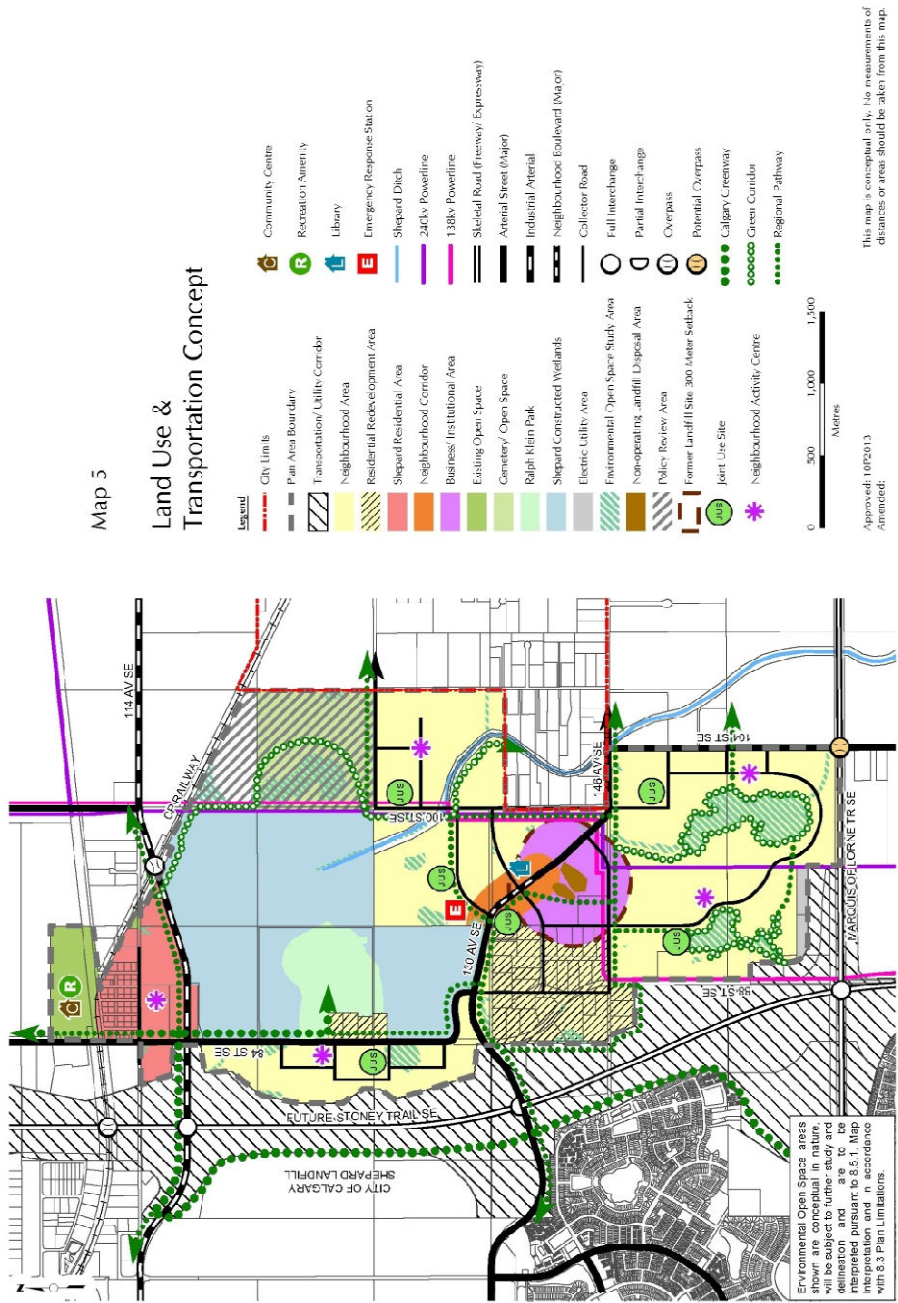 Map 5
Land Use &
Transportation Concept
Legend
City Limits
Plan Area Boundary
Transportation/ Utility Corridor
Neighbourhood Area
Residential Redevelopment Area
Shepard Residential Area
Neighbourhood Corridor
Business/ Institutional Area
Existing Open Space
Cemetery/ Open Space
Ralph Klein Park
Shepard Constructed Wetlands
Electric Utility Area
Environmental Open Space Study Area
Non-operating Landfill Disposal Area
Policy Review Area
Former Landfill Site 300 Meter Setback
JUS
Joint Use Site
Neighbourhood Activity Centre
C
Community Centre
R
Recreation Amenity
L
Library
E
Emergency Response Station
Shepard Ditch
240kv Powerline
138kv Powerline
Skeletal Road (Freeway/ Expressway)
Arterial Street (Major)
Industrial Arterial
Neighbourhood Boulevard (Major)
Collector Road
Full Interchange
Partial Interchange
Overpass
Potential Overpass
Calgary Greenway
Green Corridor
Regional Pathway
0
500
1,000
1,500
Metres
Approved: 10P2013
Amended:
This map is conceptual only. No measurements of
distances or areas should be taken from this map.
N
114 AV SE
CP RAILWAY
C
R
84 ST SE
100 ST SE
FUTURE STONEY TRAIL SE
CITY OF CALGARY
SHEPARD LANDFILL
130 AV SE
E
L
JUS
JUS
JUS
JUS
JUS
JUS
146 AV SE
104 ST SE
88 ST SE
MARQUIS OF LORNE TR SE
Environmental Open Space areas
shown are conceptual in nature,
will be subject to further study and
delineation and are to be
interpreted pursuant to 8.5.1. Map
Interpretation and in accordance
with 8.3 Plan Limitations.